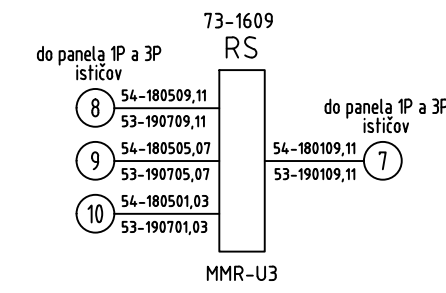 73-1609
RS
do panela 1P a 3P
ističov
8
54-180509,11
53-190709,11
9
54-180505,07
53-190705,07
10
54-180501,03
53-190701,03
do panela 1P a 3P
ističov
54-180109,11
53-190109,11
7
MMR-U3